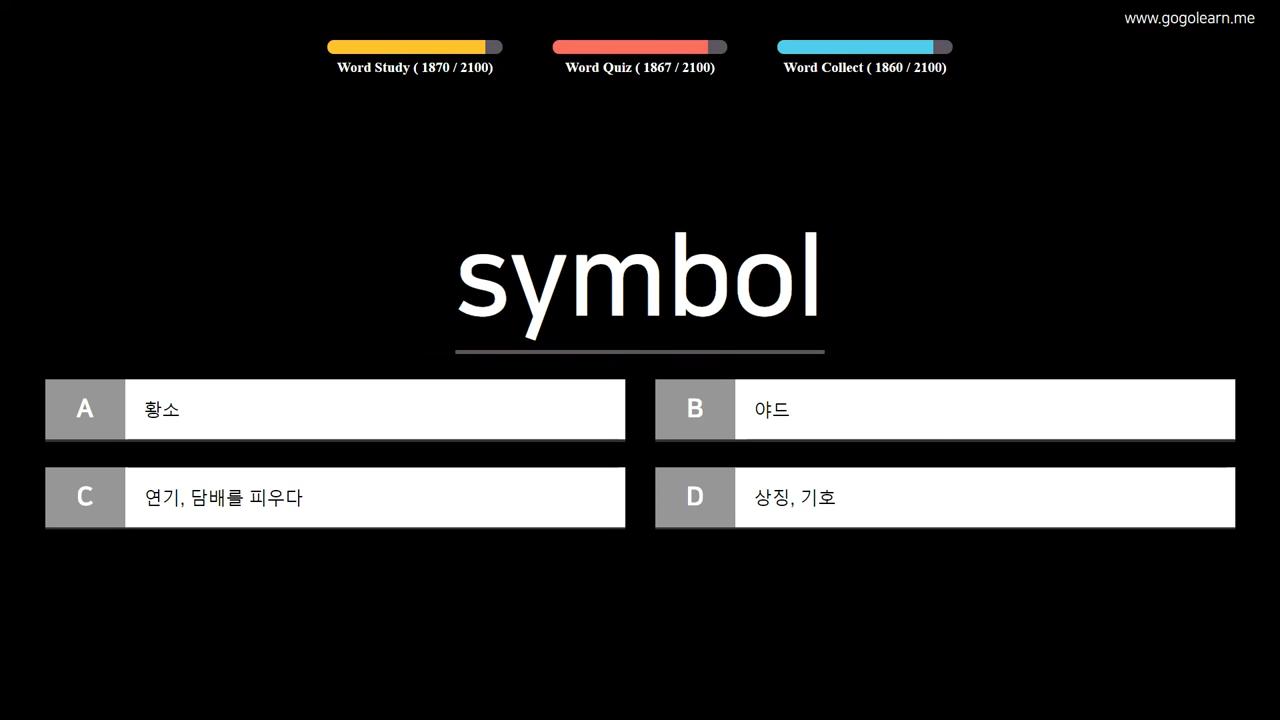 www.gogolearn.me
Word Study ( 1870 / 2100)
Word Quiz ( 1867 / 2100)
Word Collect ( 1860 / 2100)
symbol
A 황소
B 야드
C 연기, 담배를 피우다
D 상징, 기호